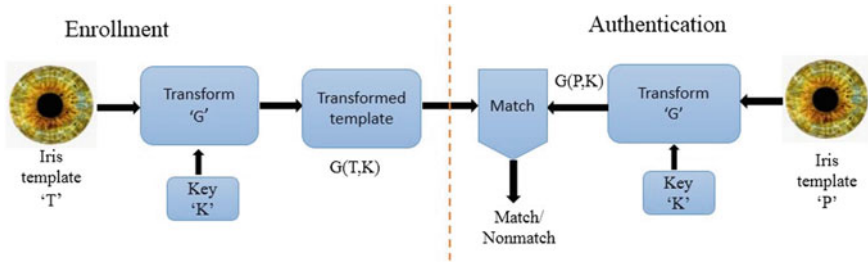 Enrollment
Iris
template
‘T’
Transform
‘G’
Key
‘K’
Transformed
template
G(T,K)
Authentication
Match
Match/
Nonmatch
G(P,K)
Transform
‘G’
Key
‘K’
Iris
template
‘P’